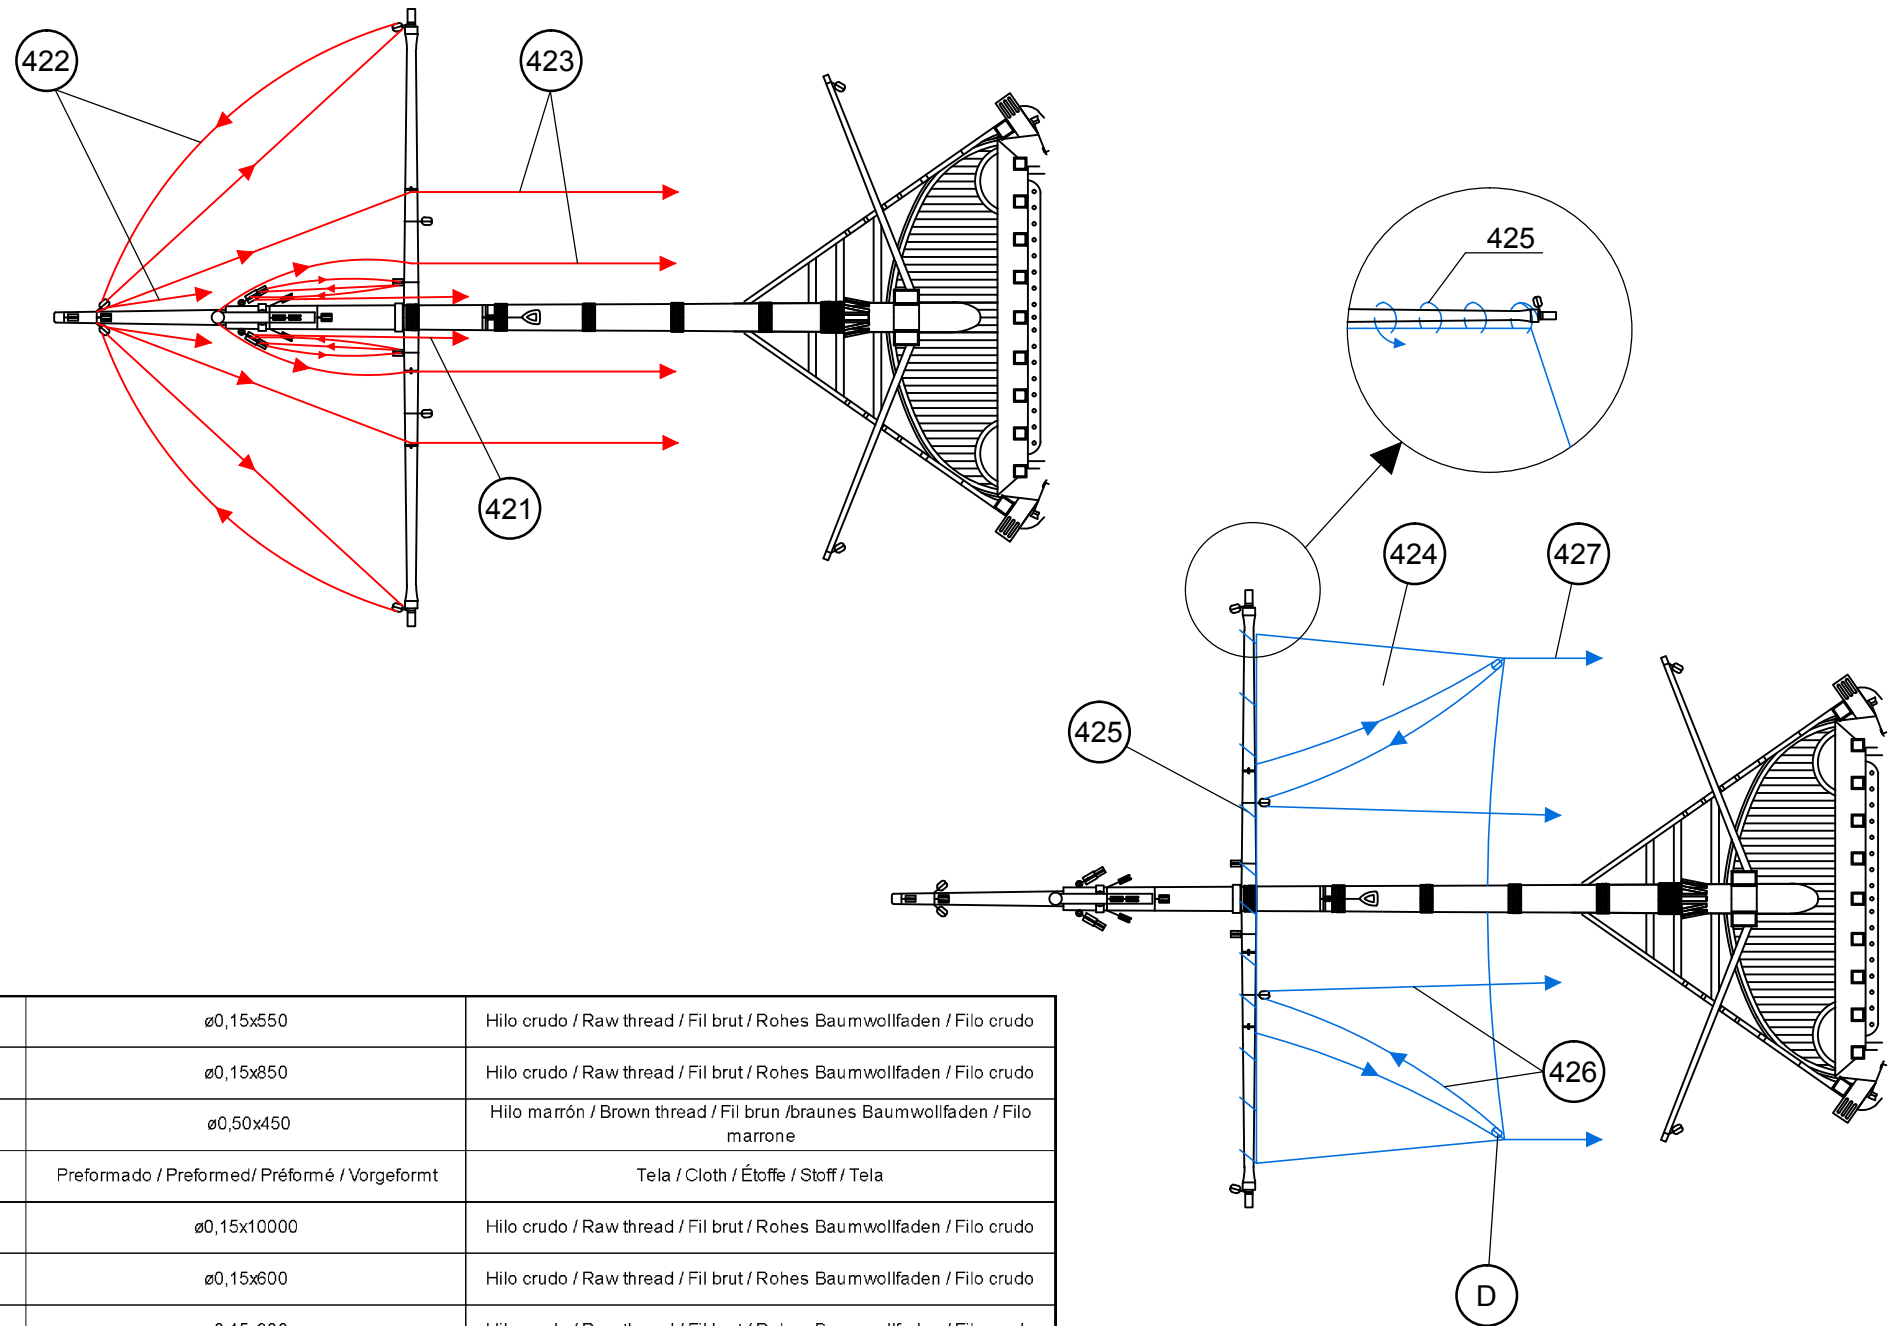 422
423
421
425
424
427
425
426
D
ø0,15x550 Hilo crudo / Raw thread / Fil brut / Rohes Baumwollfaden / Filo crudo
ø0,15x850 Hilo crudo / Raw thread / Fil brut / Rohes Baumwollfaden / Filo crudo
ø0,50x450 Hilo marrón / Brown thread / Fil brun /braunes Baumwollfaden / Filo
marrone
Preformado / Preformed/ Préformé / Vorgeformt Tela / Cloth / Étoffe / Stoff / Tela
ø0,15x10000 Hilo crudo / Raw thread / Fil brut / Rohes Baumwollfaden / Filo crudo
ø0,15x600 Hilo crudo / Raw thread / Fil brut / Rohes Baumwollfaden / Filo crudo